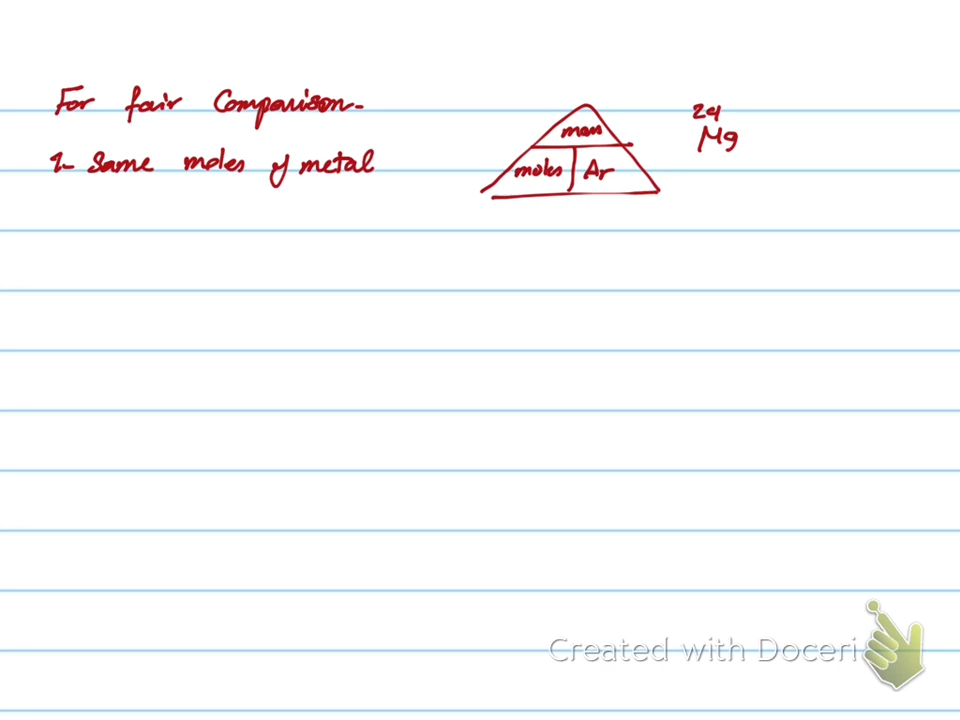 For fair Comparison-
1- Same moles of metal
mass
moles Ar
24
Mg
Created with Doceri